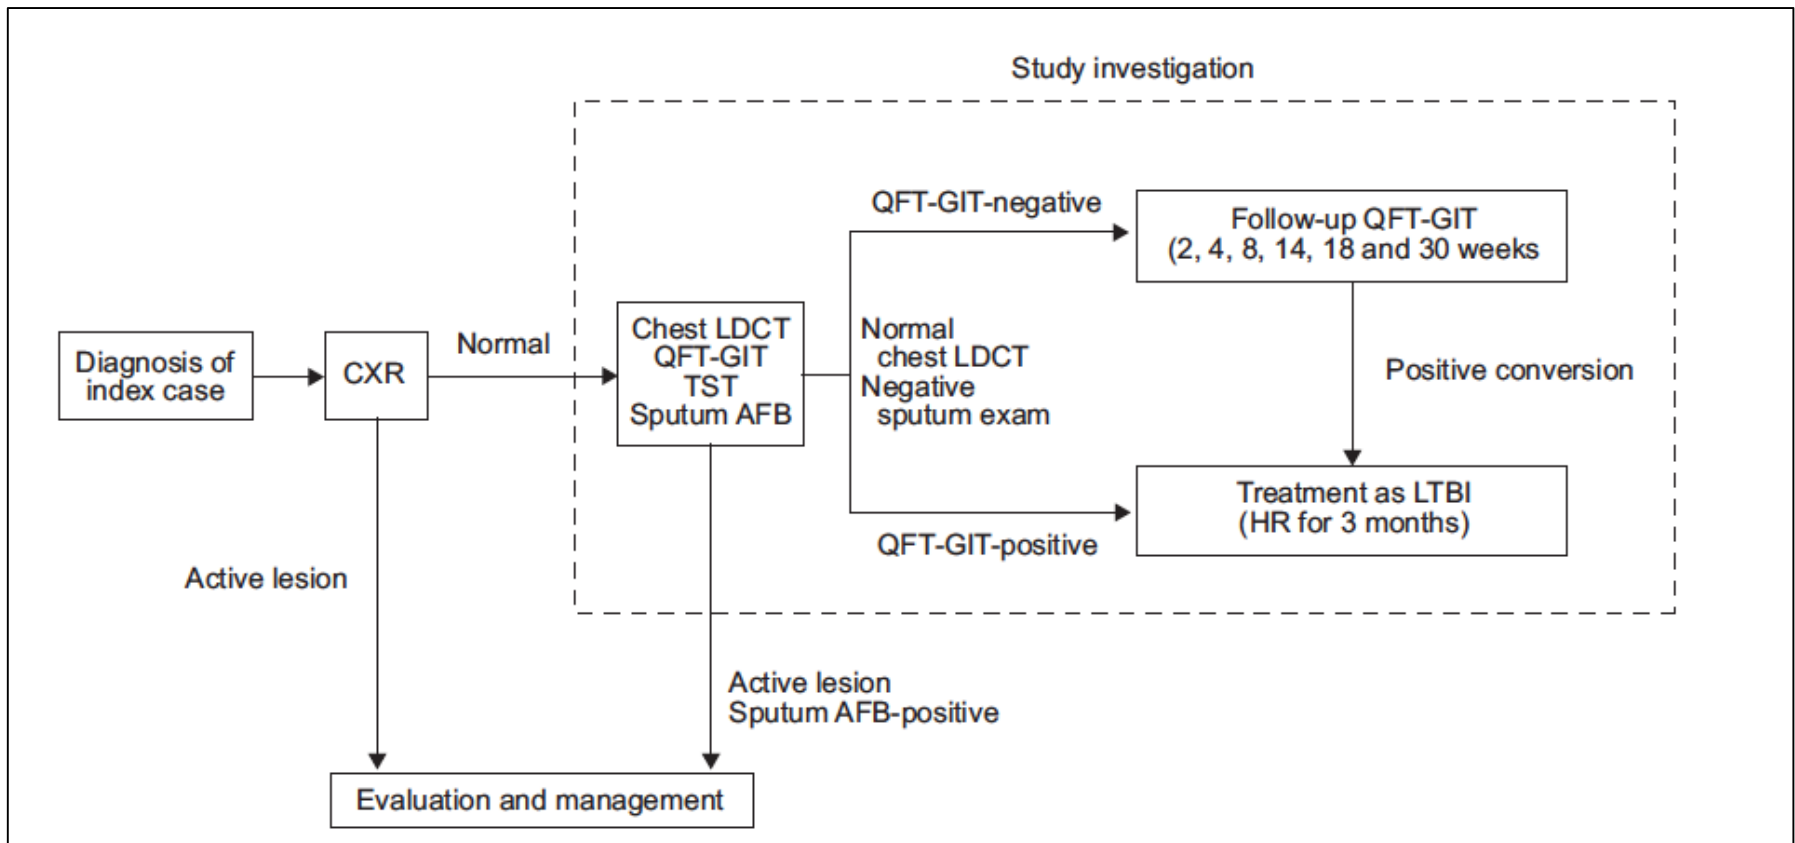 Study investigation
QFT-GIT-negative
Follow-up QFT-GIT
(2, 4, 8, 14, 18 and 30 weeks
Diagnosis of
index case
CXR
Normal
Chest LDCT
QFT-GIT
TST
Sputum AFB
Normal
chest LDCT
Negative
sputum exam
Positive conversion
Treatment as LTBI
(HR for 3 months)
QFT-GIT-positive
Active lesion
Active lesion
Sputum AFB-positive
Evaluation and management